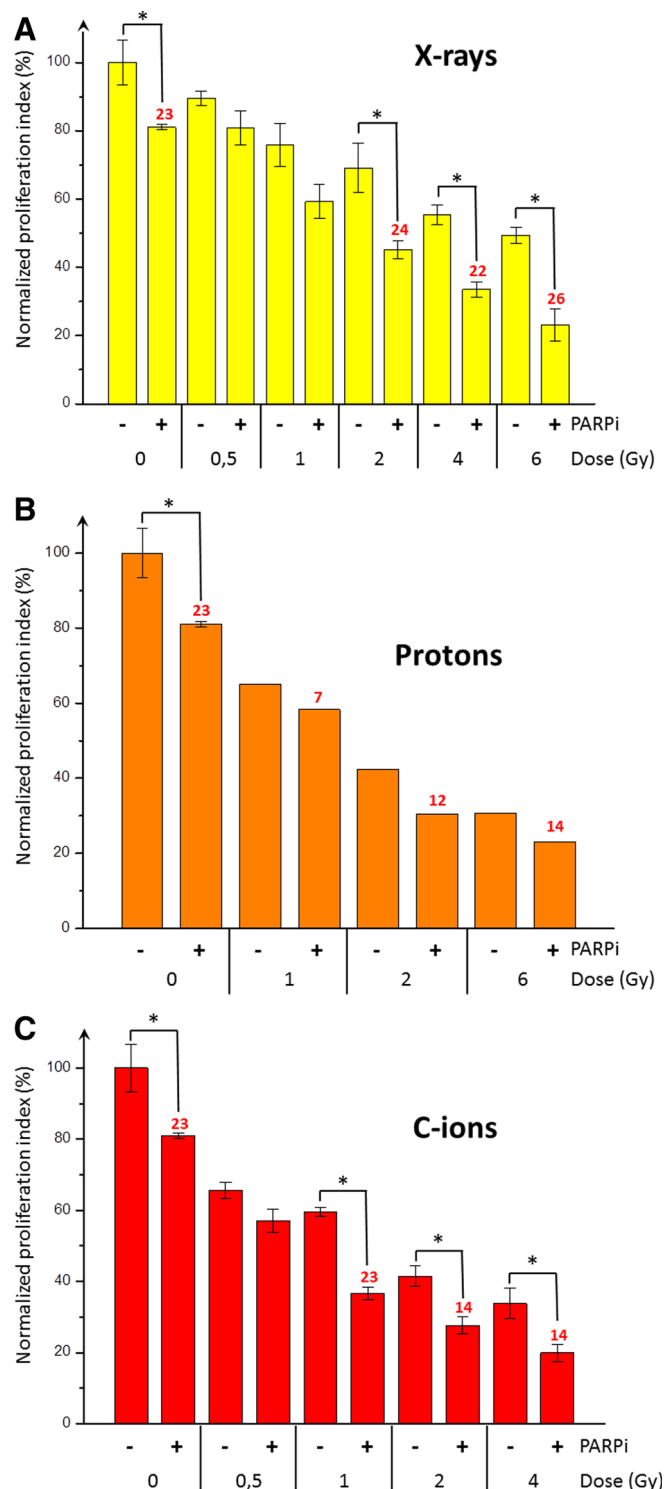 A
X-rays
Normalized proliferation index (%)
100
80
60
40
20
0
*
23
*
24
*
22
*
26
- + - + - + - + - + - + PARPi
0 0,5 1 2 4 6 Dose (Gy)
B
Protons
Normalized proliferation index (%)
100
80
60
40
20
0
*
23
7
12
14
- + - + - + - + PARPi
0 1 2 6 Dose (Gy)
C
C-ions
Normalized proliferation index (%)
100
80
60
40
20
0
*
23
*
23
*
14
*
14
- + - + - + - + - + PARPi
0 0,5 1 2 4 Dose (Gy)